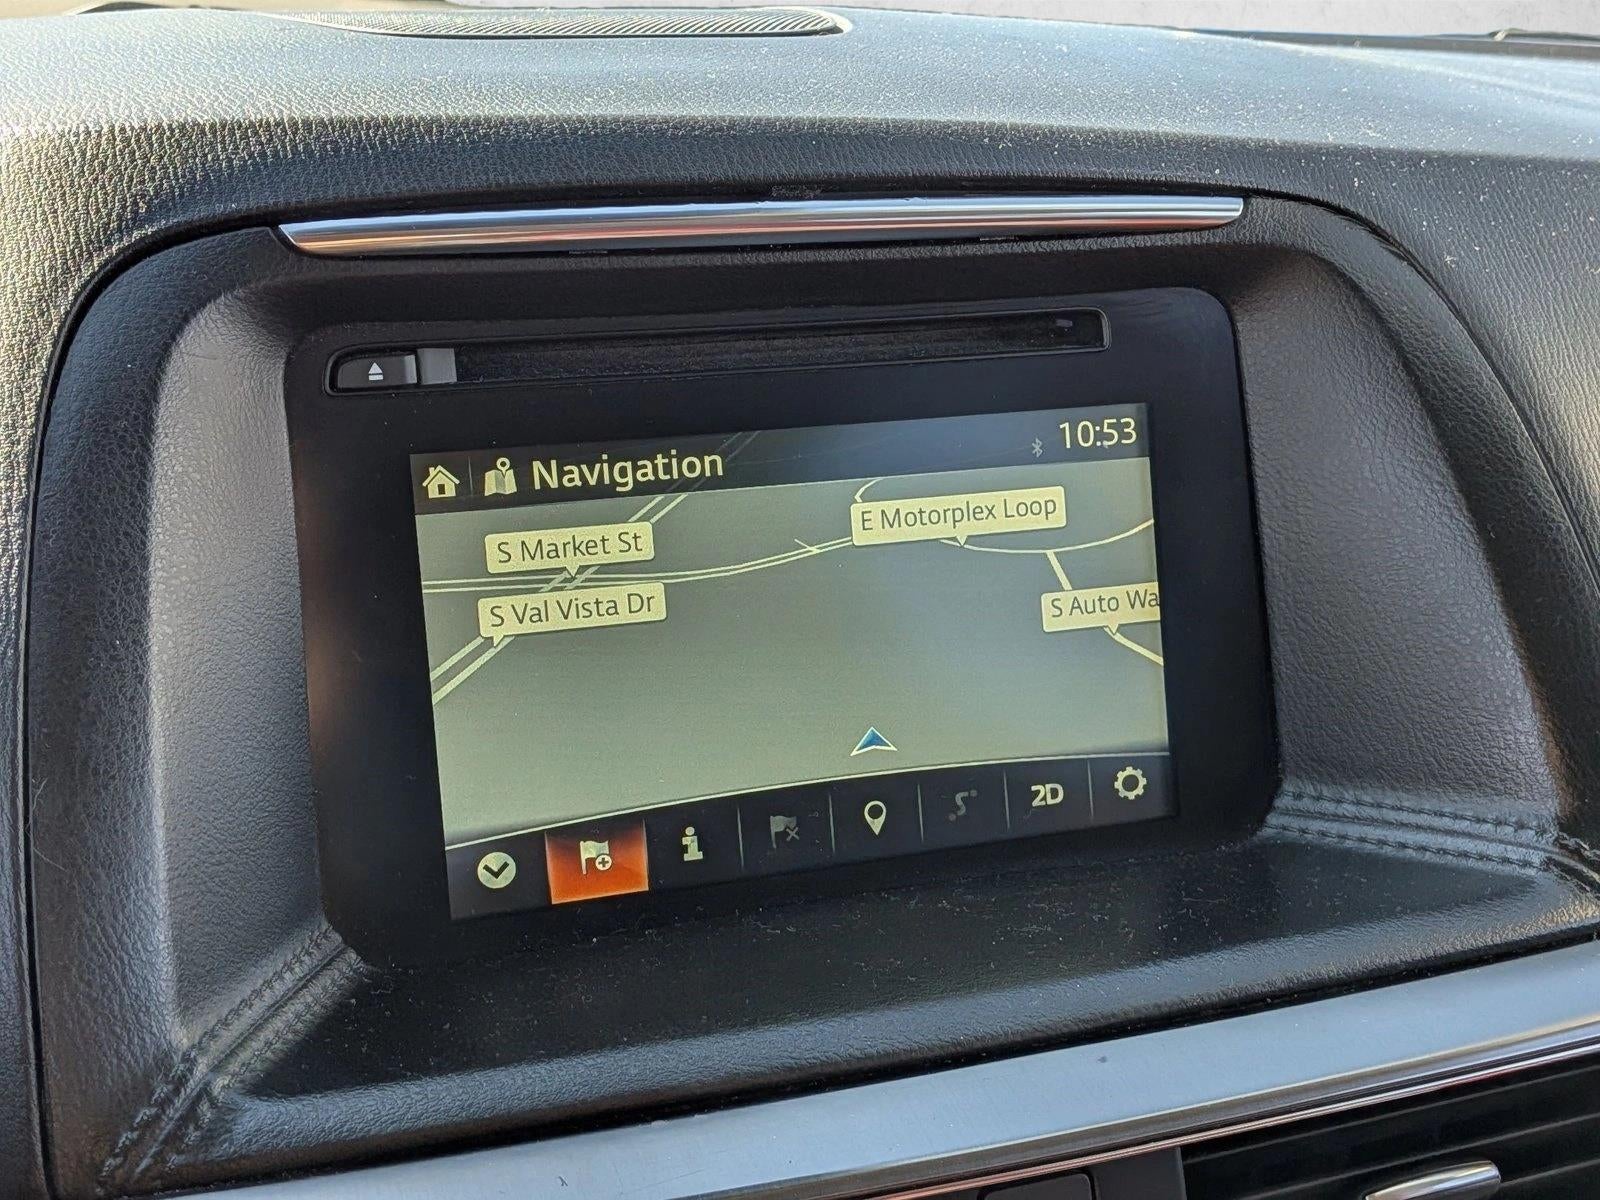 Navigation
10:53
E Motorplex Loop
S Market St
S Val Vista Dr
S Auto Wa
2D